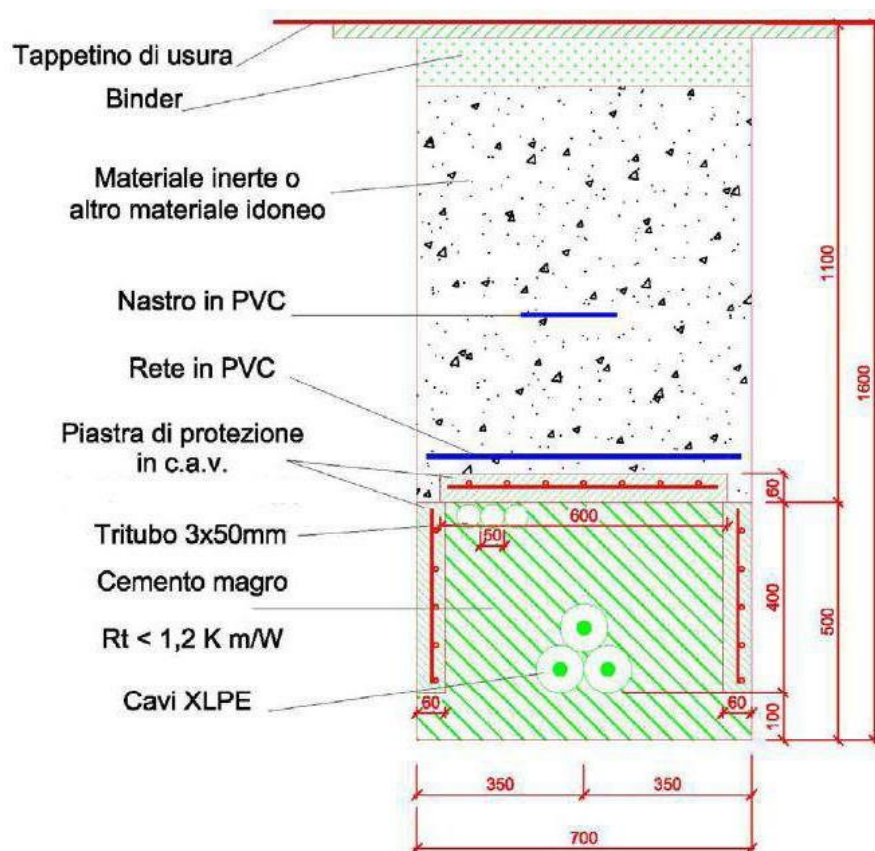 Tappetino di usura
Binder
Materiale inerte o
altro materiale idoneo
Nastro in PVC
Rete in PVC
Piastra di protezione
in c.a.v.
Tritubo 3x50mm
Cemento magro
Rt < 1,2 K m/W
Cavi XLPE
1100
1600
60
600
50
400
500
60
60
100
350
350
700